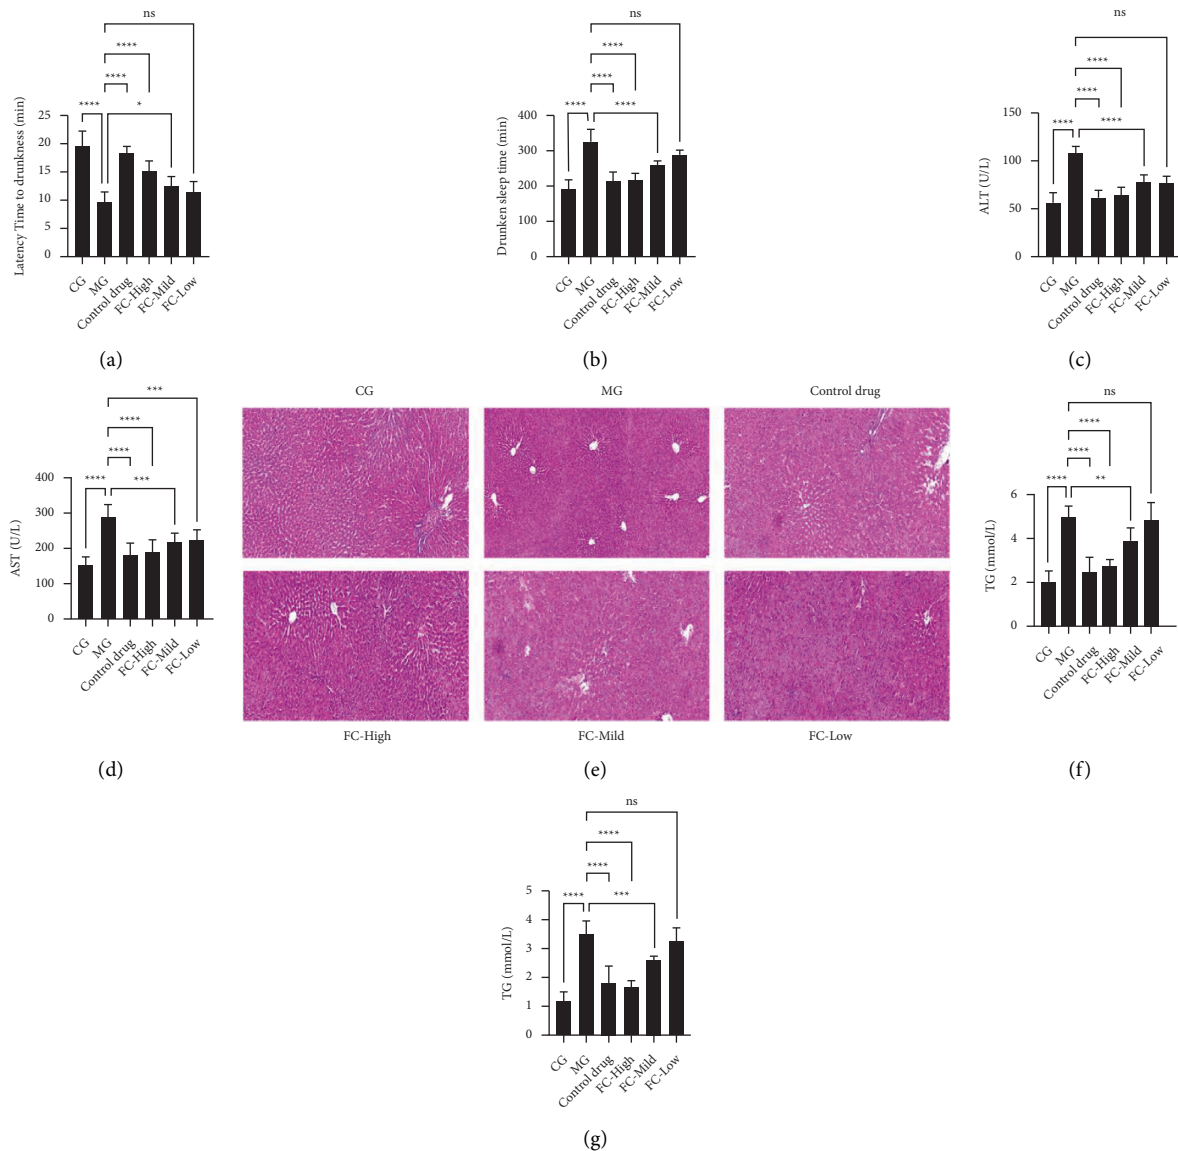 ns
****
****
****
*
Latency Time to drunkness (min)
25
20
15
10
5
0
CG
MG
Control drug
FC-High
FC-Mild
FC-Low
(a)
ns
****
****
****
****
Drunken sleep time (min)
400
300
200
100
0
CG
MG
Control drug
FC-High
FC-Mild
FC-Low
(b)
ns
****
****
****
****
ALT (U/L)
150
100
50
0
CG
MG
Control drug
FC-High
FC-Mild
FC-Low
(c)
***
****
****
****
***
AST (U/L)
400
300
200
100
0
CG
MG
Control drug
FC-High
FC-Mild
FC-Low
(d)
CG
MG
Control drug
FC-High
FC-Mild
FC-Low
(e)
ns
****
****
****
**
TG (mmol/L)
6
4
2
0
CG
MG
Control drug
FC-High
FC-Mild
FC-Low
(f)
ns
****
****
****
***
TG (mmol/L)
5
4
3
2
1
0
CG
MG
Control drug
FC-High
FC-Mild
FC-Low
(g)